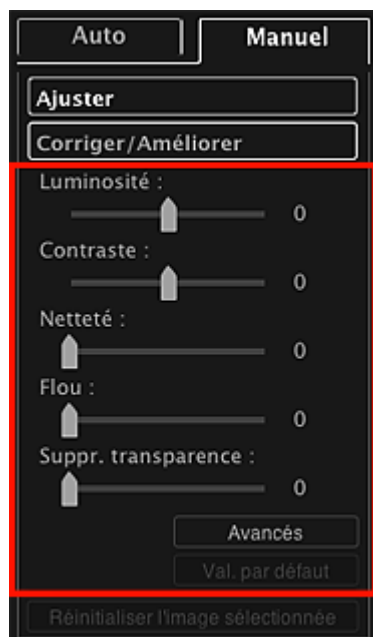 Auto Manuel
Ajuster
Corriger/Améliorer
Luminosité :
0
Contraste :
0
Netteté :
0
Flou :
0
Suppr. transparence :
0
Avancés
Val. par défaut
Réinitialiser l'image sélectionnée